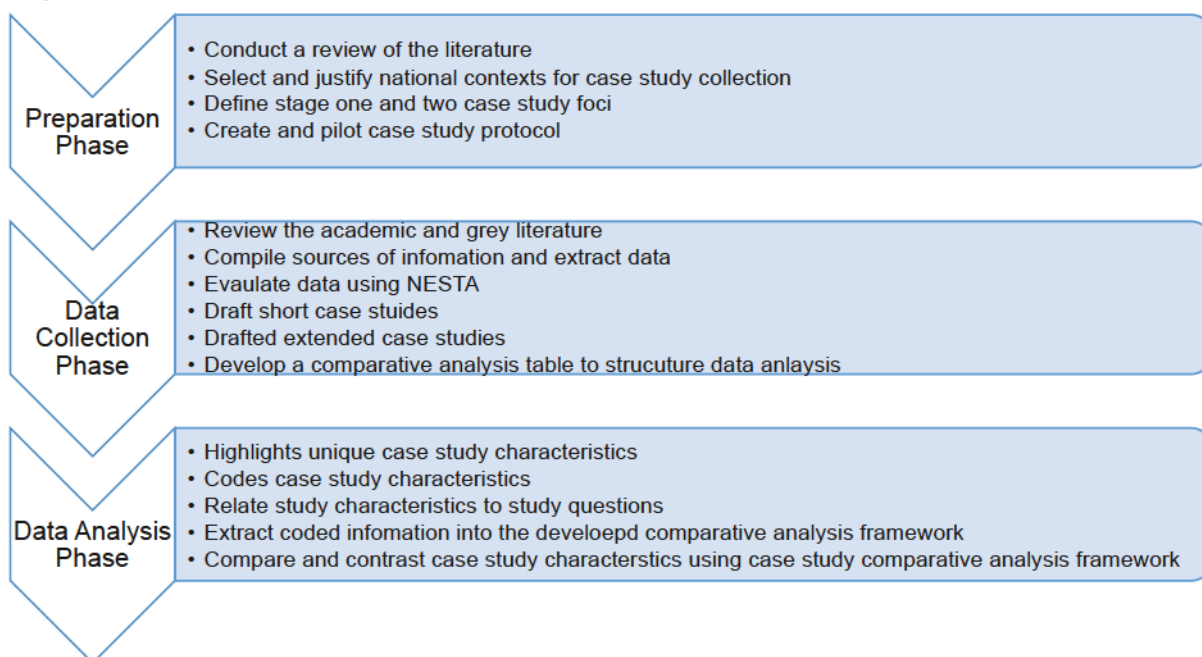 Preparation
Phase
• Conduct a review of the literature
• Select and justify national contexts for case study collection
• Define stage one and two case study foci
• Create and pilot case study protocol
Data
Collection
Phase
• Review the academic and grey literature
• Compile sources of infomation and extract data
• Evaulate data using NESTA
• Draft short case stuides
• Drafted extended case studies
• Develop a comparative analysis table to strucuture data anlaysis
Data Analysis
Phase
• Highlights unique case study characteristics
• Codes case study characteristics
• Relate study characteristics to study questions
• Extract coded infomation into the develoepd comparative analysis framework
• Compare and contrast case study characterstics using case study comparative analysis framework